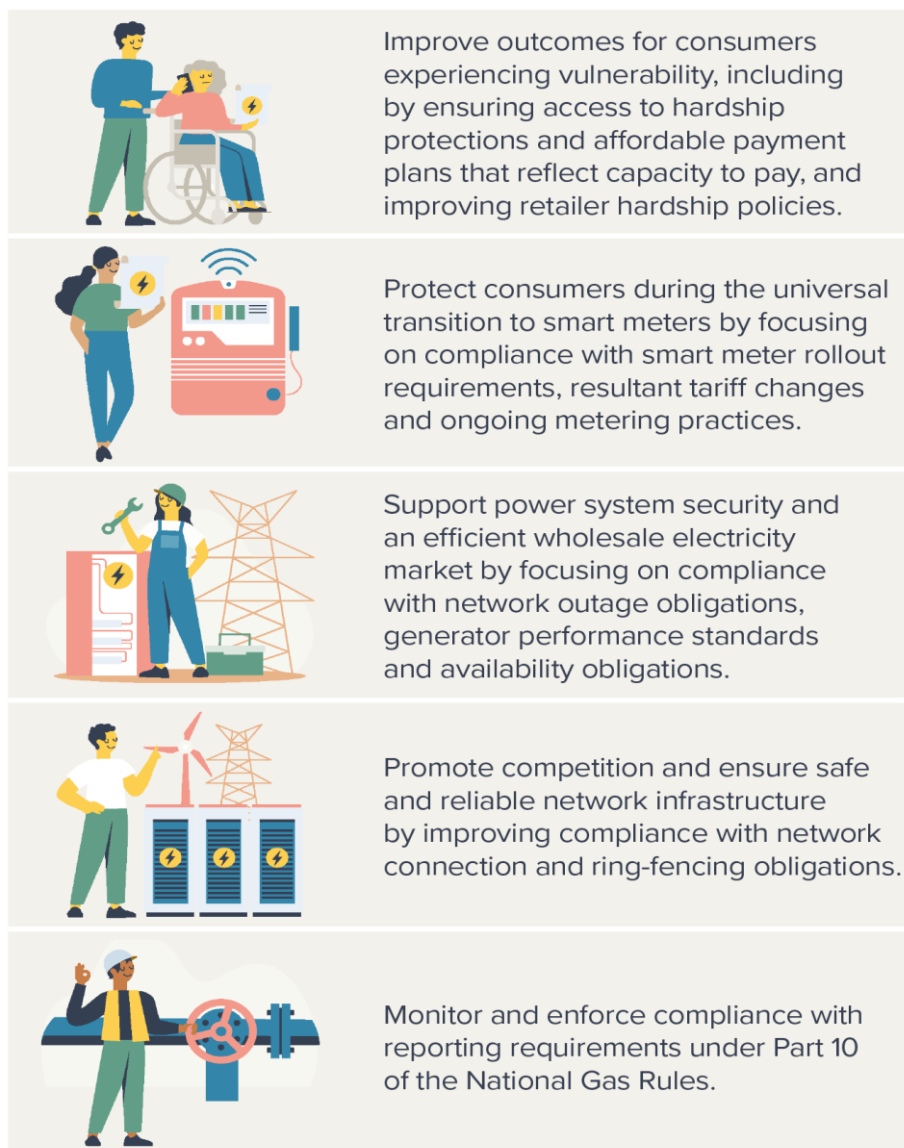 Improve outcomes for consumers
experiencing vulnerability, including
by ensuring access to hardship
protections and affordable payment
plans that reflect capacity to pay, and
improving retailer hardship policies.
Protect consumers during the universal
transition to smart meters by focusing
on compliance with smart meter rollout
requirements, resultant tariff changes
and ongoing metering practices.
Support power system security and
an efficient wholesale electricity
market by focusing on compliance
with network outage obligations,
generator performance standards
and availability obligations.
Promote competition and ensure safe
and reliable network infrastructure
by improving compliance with network
connection and ring-fencing obligations.
Monitor and enforce compliance with
reporting requirements under Part 10
of the National Gas Rules.